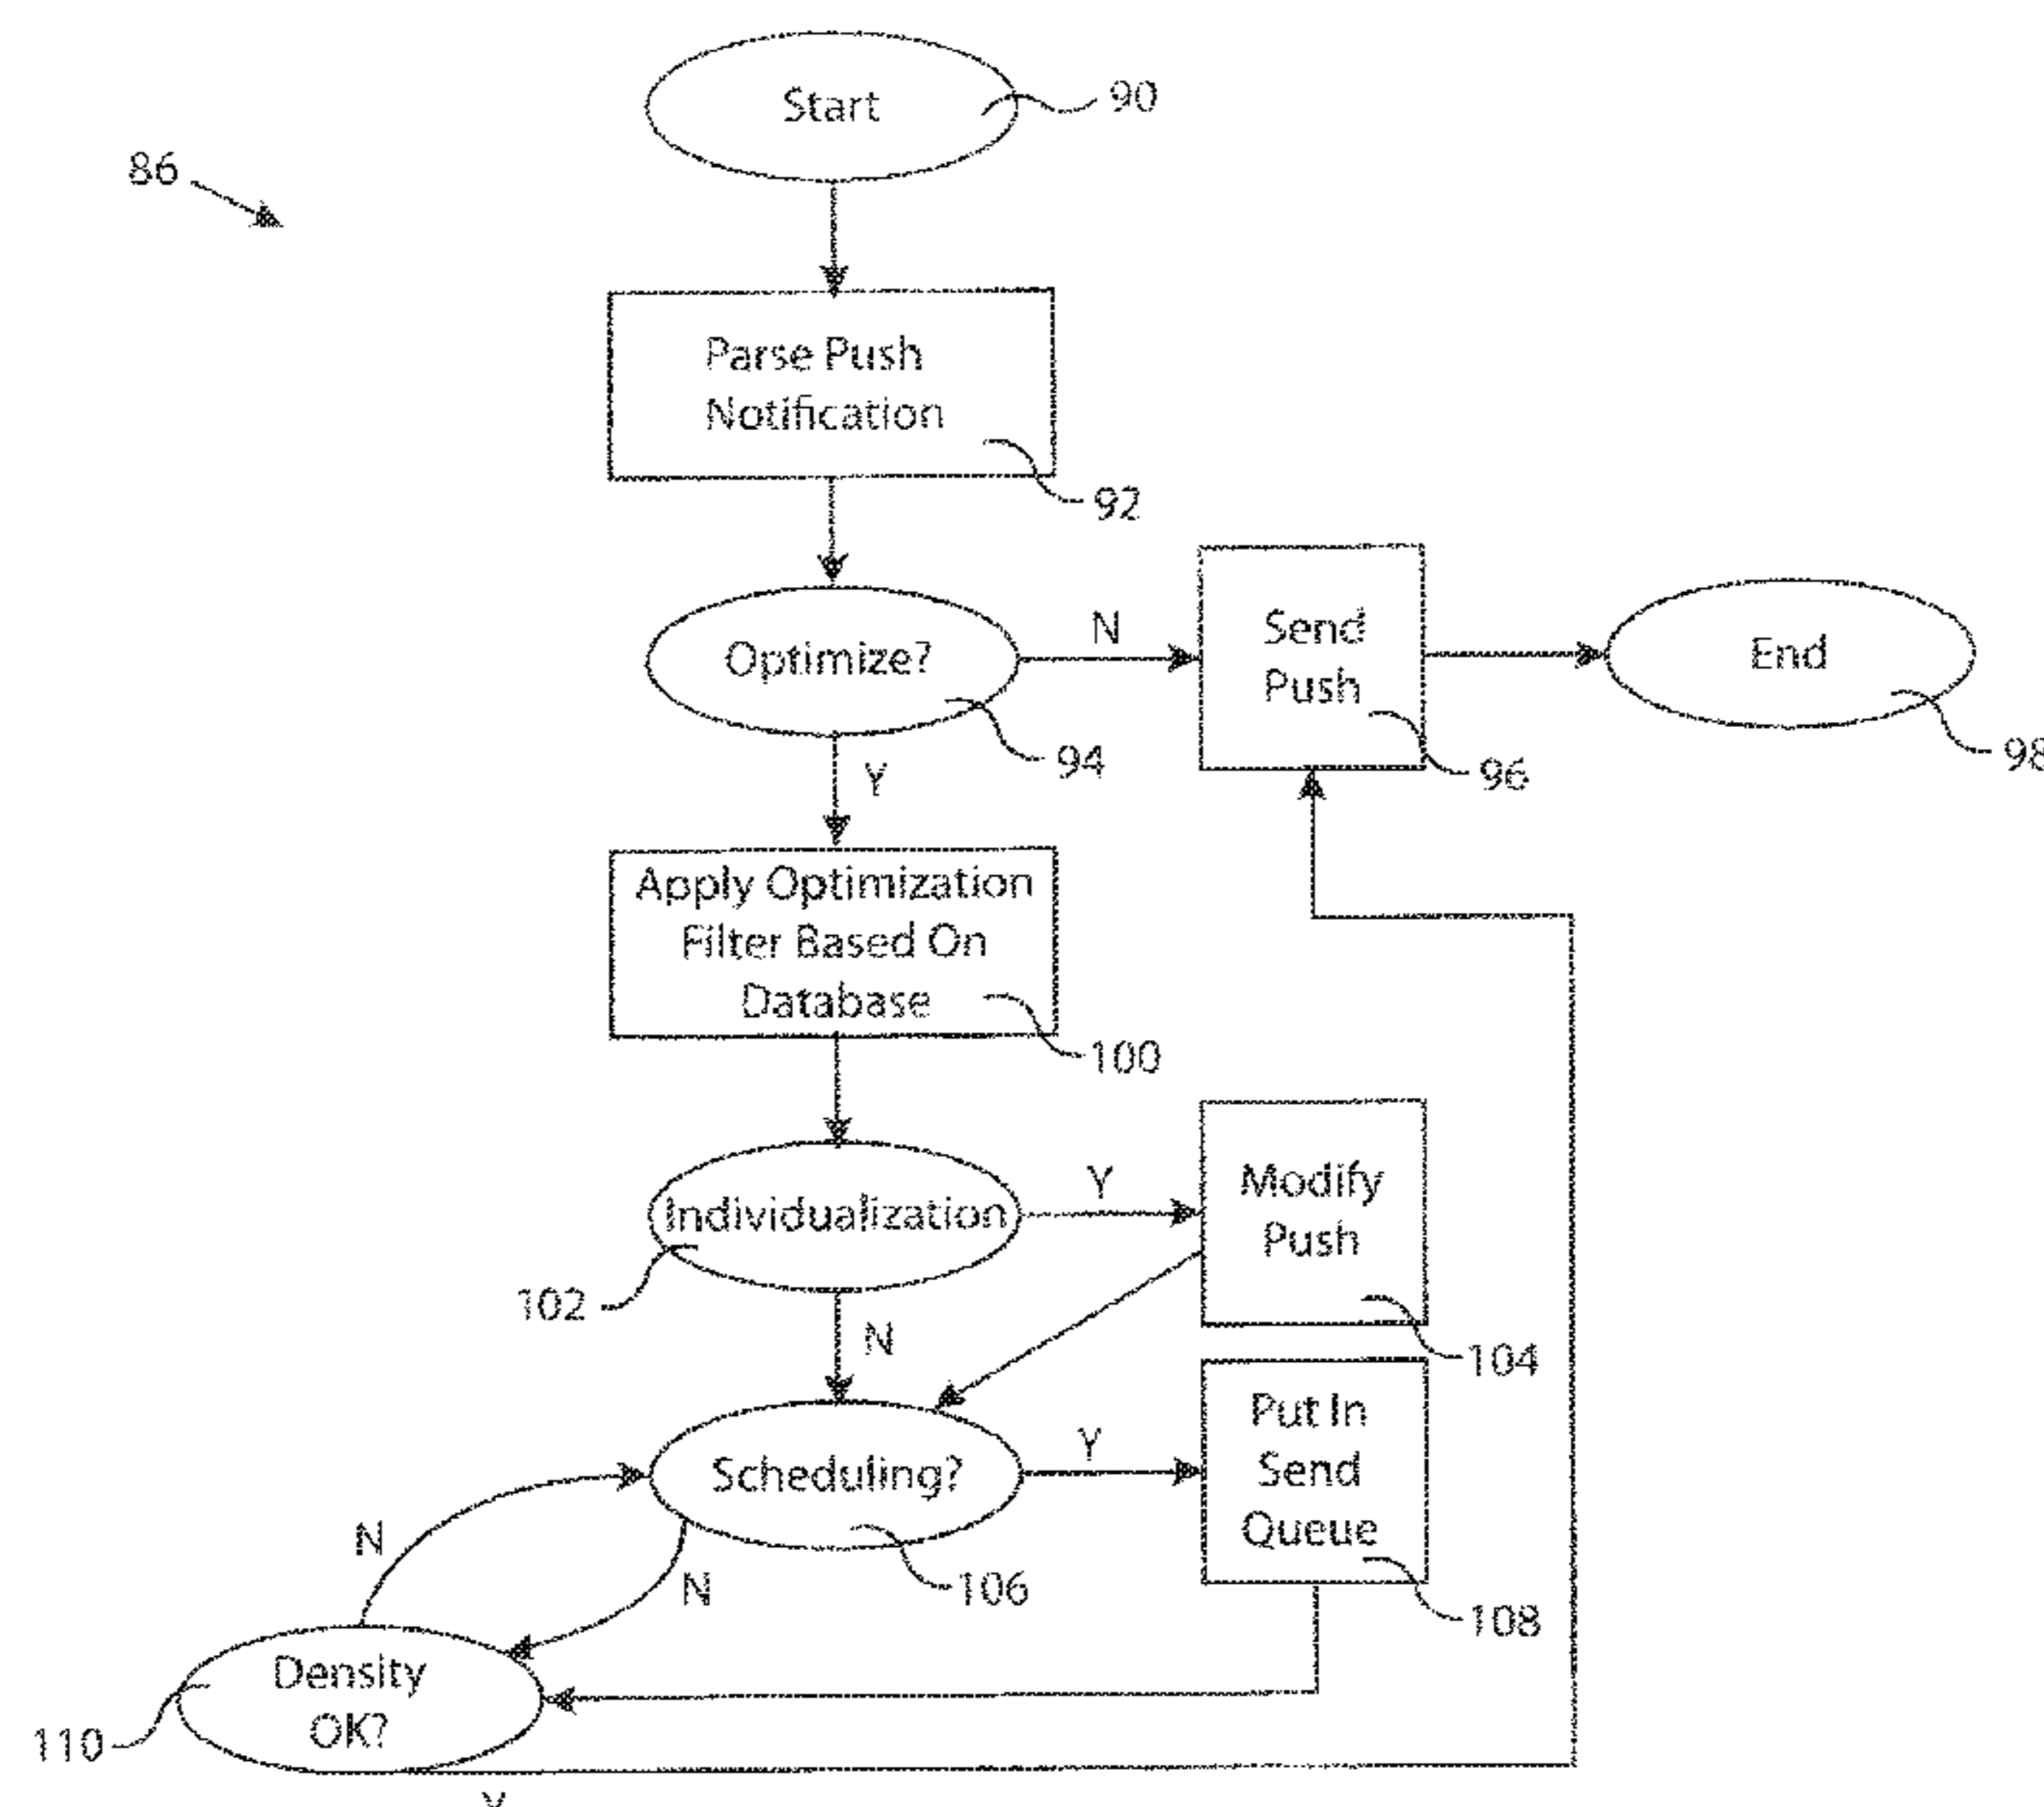 Start
90
86
Parse Push
Notification
92
Optimize?
94
N
Send
Push
96
End
98
Y
Apply Optimization
Filter Based On
Database
100
Individualization
102
Y
Modify
Push
104
N
Scheduling?
106
Y
Put In
Send
Queue
108
N
N
Density
OK?
110
Y